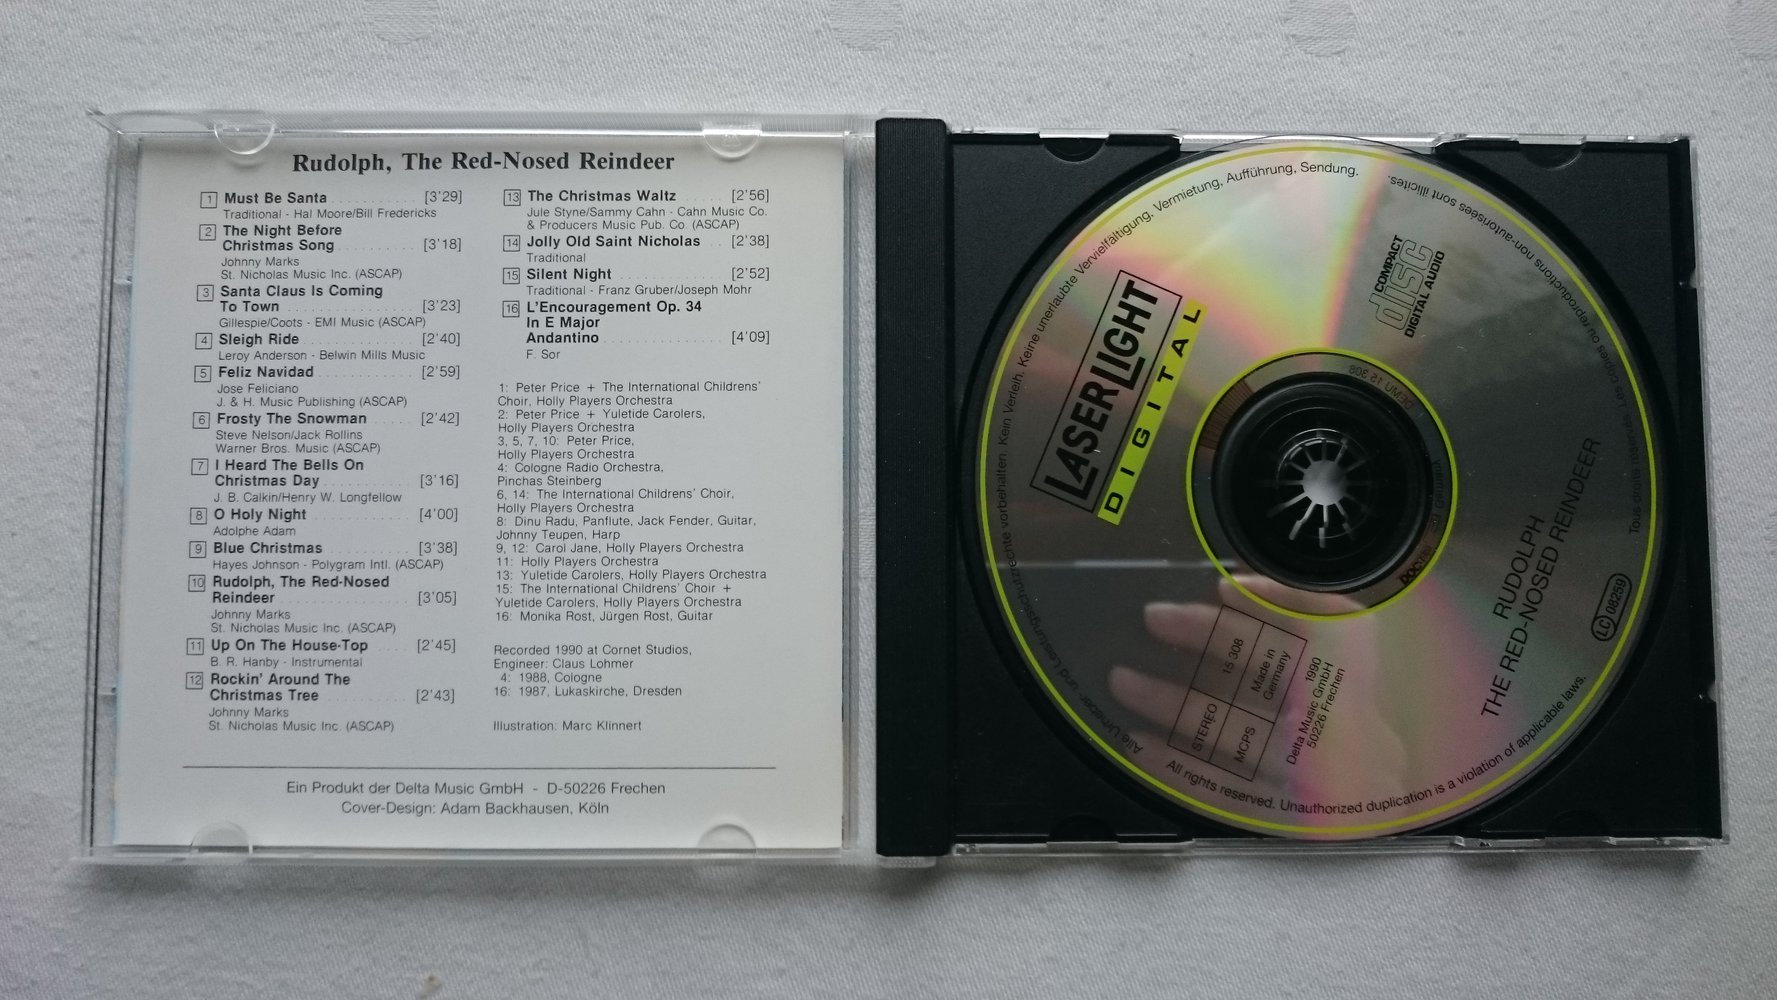 Rudolph, The Red-Nosed Reindeer
1 Must Be Santa [3'29]
Traditional - Hal Moore/Bill Fredericks
2 The Night Before
Christmas Song [3'18]
Johnny Marks
St. Nicholas Music Inc. (ASCAP)
3 Santa Claus Is Coming
To Town [3'23]
Gillespie/Coots - EMI Music (ASCAP)
4 Sleigh Ride [2'40]
Leroy Anderson - Belwin Mills Music
5 Feliz Navidad [2'59]
Jose Feliciano
J. & H. Music Publishing (ASCAP)
6 Frosty The Snowman [2'42]
Steve Nelson/Jack Rollins
Warner Bros. Music (ASCAP)
7 I Heard The Bells On
Christmas Day [3'16]
J. B. Calkin/Henry W. Longfellow
8 O Holy Night [4'00]
Adolphe Adam
9 Blue Christmas [3'38]
Hayes Johnson - Polygram Intl. (ASCAP)
10 Rudolph, The Red-Nosed
Reindeer [3'05]
Johnny Marks
St. Nicholas Music Inc. (ASCAP)
11 Up On The House-Top [2'45]
B. R. Hanby - Instrumental
12 Rockin' Around The
Christmas Tree [2'43]
Johnny Marks
St. Nicholas Music Inc. (ASCAP)
13 The Christmas Waltz [2'56]
Jule Styne/Sammy Cahn - Cahn Music Co.
& Producers Music Pub. Co. (ASCAP)
14 Jolly Old Saint Nicholas [2'38]
Traditional
15 Silent Night [2'52]
Traditional - Franz Gruber/Joseph Mohr
16 L'Encouragement Op. 34
In E Major
Andantino [4'09]
F. Sor
1: Peter Price + The International Childrens'
Choir, Holly Players Orchestra
2: Peter Price + Yuletide Carolers,
Holly Players Orchestra
3, 5, 7, 10: Peter Price,
Holly Players Orchestra
4: Cologne Radio Orchestra,
Pinchas Steinberg
6, 14: The International Childrens' Choir,
Holly Players Orchestra
8: Dinu Radu, Panflute, Jack Fender, Guitar,
Johnny Teupen, Harp
9, 12: Carol Jane, Holly Players Orchestra
11: Holly Players Orchestra
13: Yuletide Carolers, Holly Players Orchestra
15: The International Childrens' Choir +
Yuletide Carolers, Holly Players Orchestra
16: Monika Rost, Jürgen Rost, Guitar
Recorded 1990 at Cornet Studios,
Engineer: Claus Lohmer
4: 1988, Cologne
16: 1987, Lukaskirche, Dresden
Illustration: Marc Klinnert
Ein Produkt der Delta Music GmbH - D-50226 Frechen
Cover-Design: Adam Backhausen, Köln
LASERLIGHT
DIGITAL
COMPACT
disc
DIGITAL AUDIO
RUDOLPH
THE RED-NOSED REINDEER
LC 08259
15 308
Made in
Germany
STEREO
MCPS
1990
Delta Music GmbH
50226 Frechen
Alle Urheber- und Leistungsschutzrechte vorbehalten. Kein Verleih. Keine unerlaubte Vervielfältigung, Vermietung, Aufführung, Sendung.
All rights reserved. Unauthorized duplication is a violation of applicable laws.
Tous droits réservés. Les copies ou reproductions non-autorisées sont illicites.